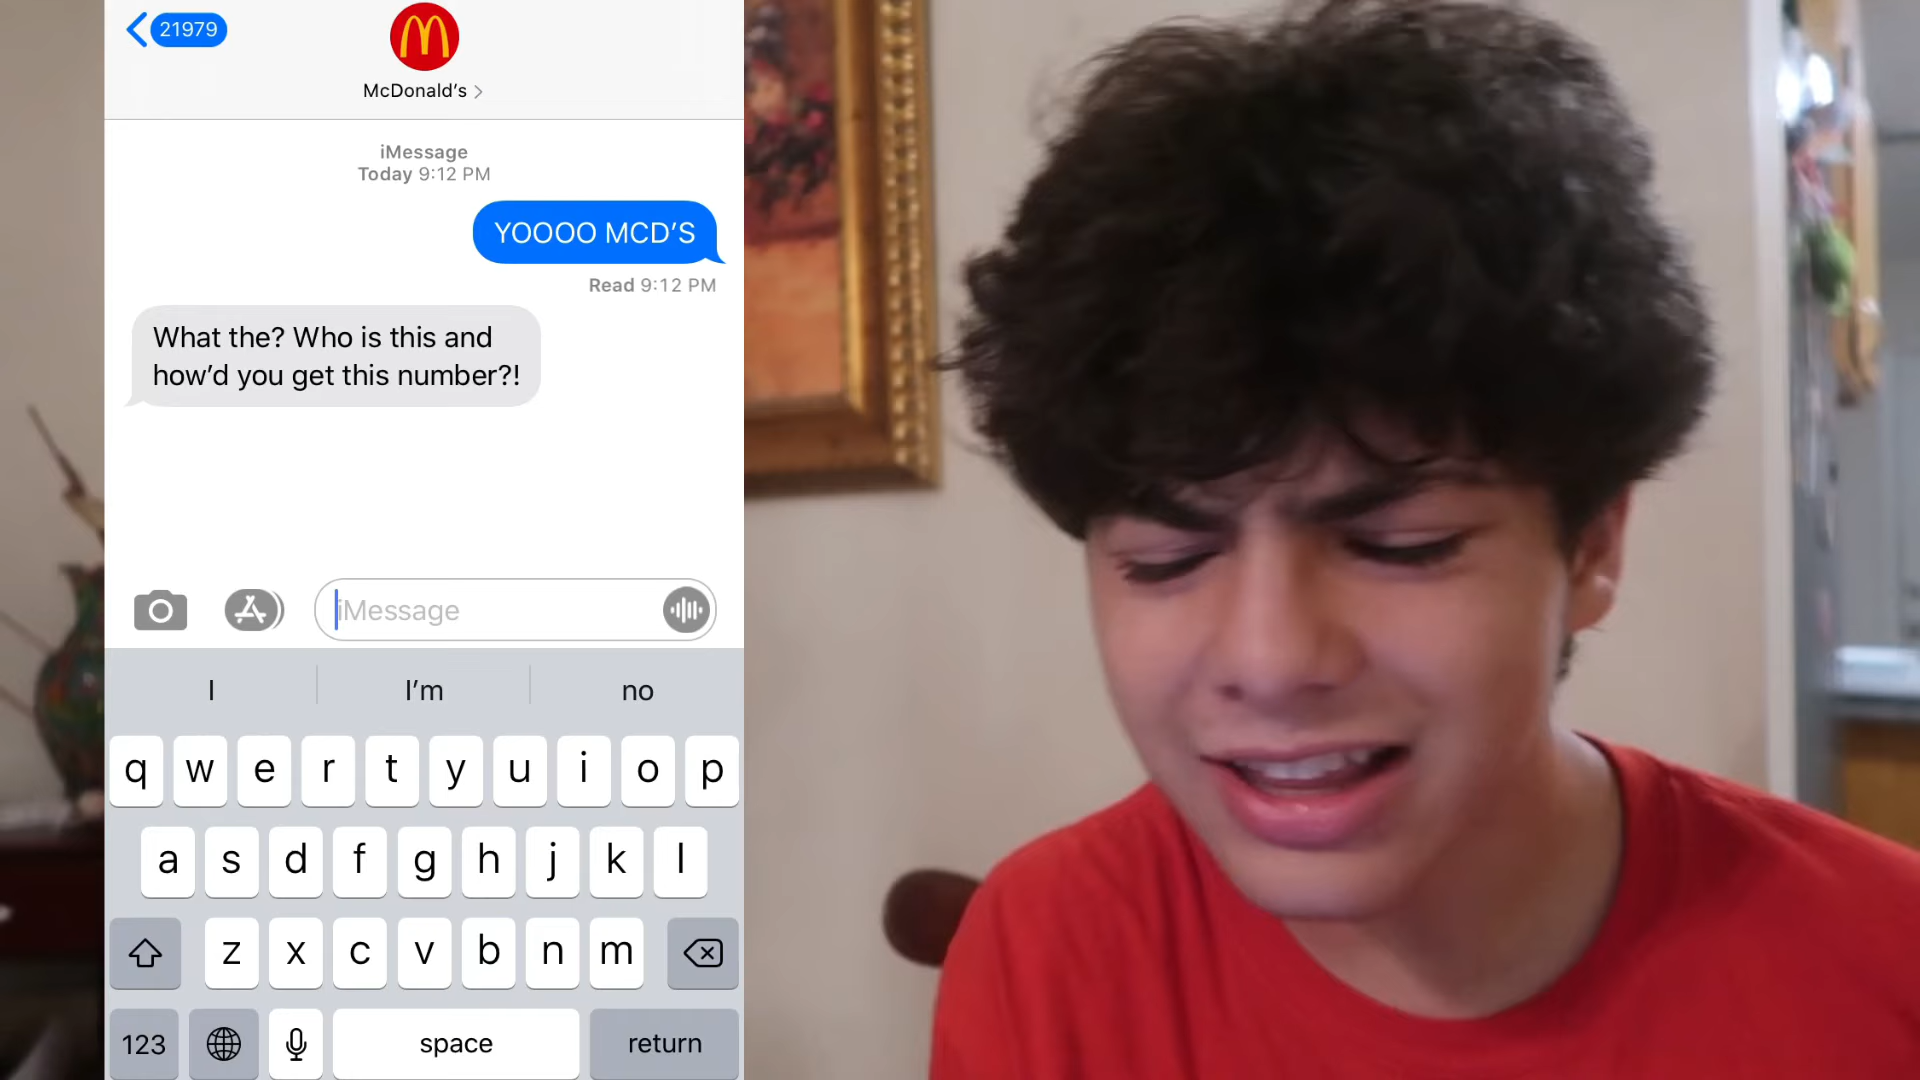 21979
McDonald's
iMessage
Today 9:12 PM
YOOOO MCD’S
Read 9:12 PM
What the? Who is this and
how’d you get this number?!
iMessage
I I’m no
q w e r t y u i o p
a s d f g h j k l
z x c v b n m
123 space return